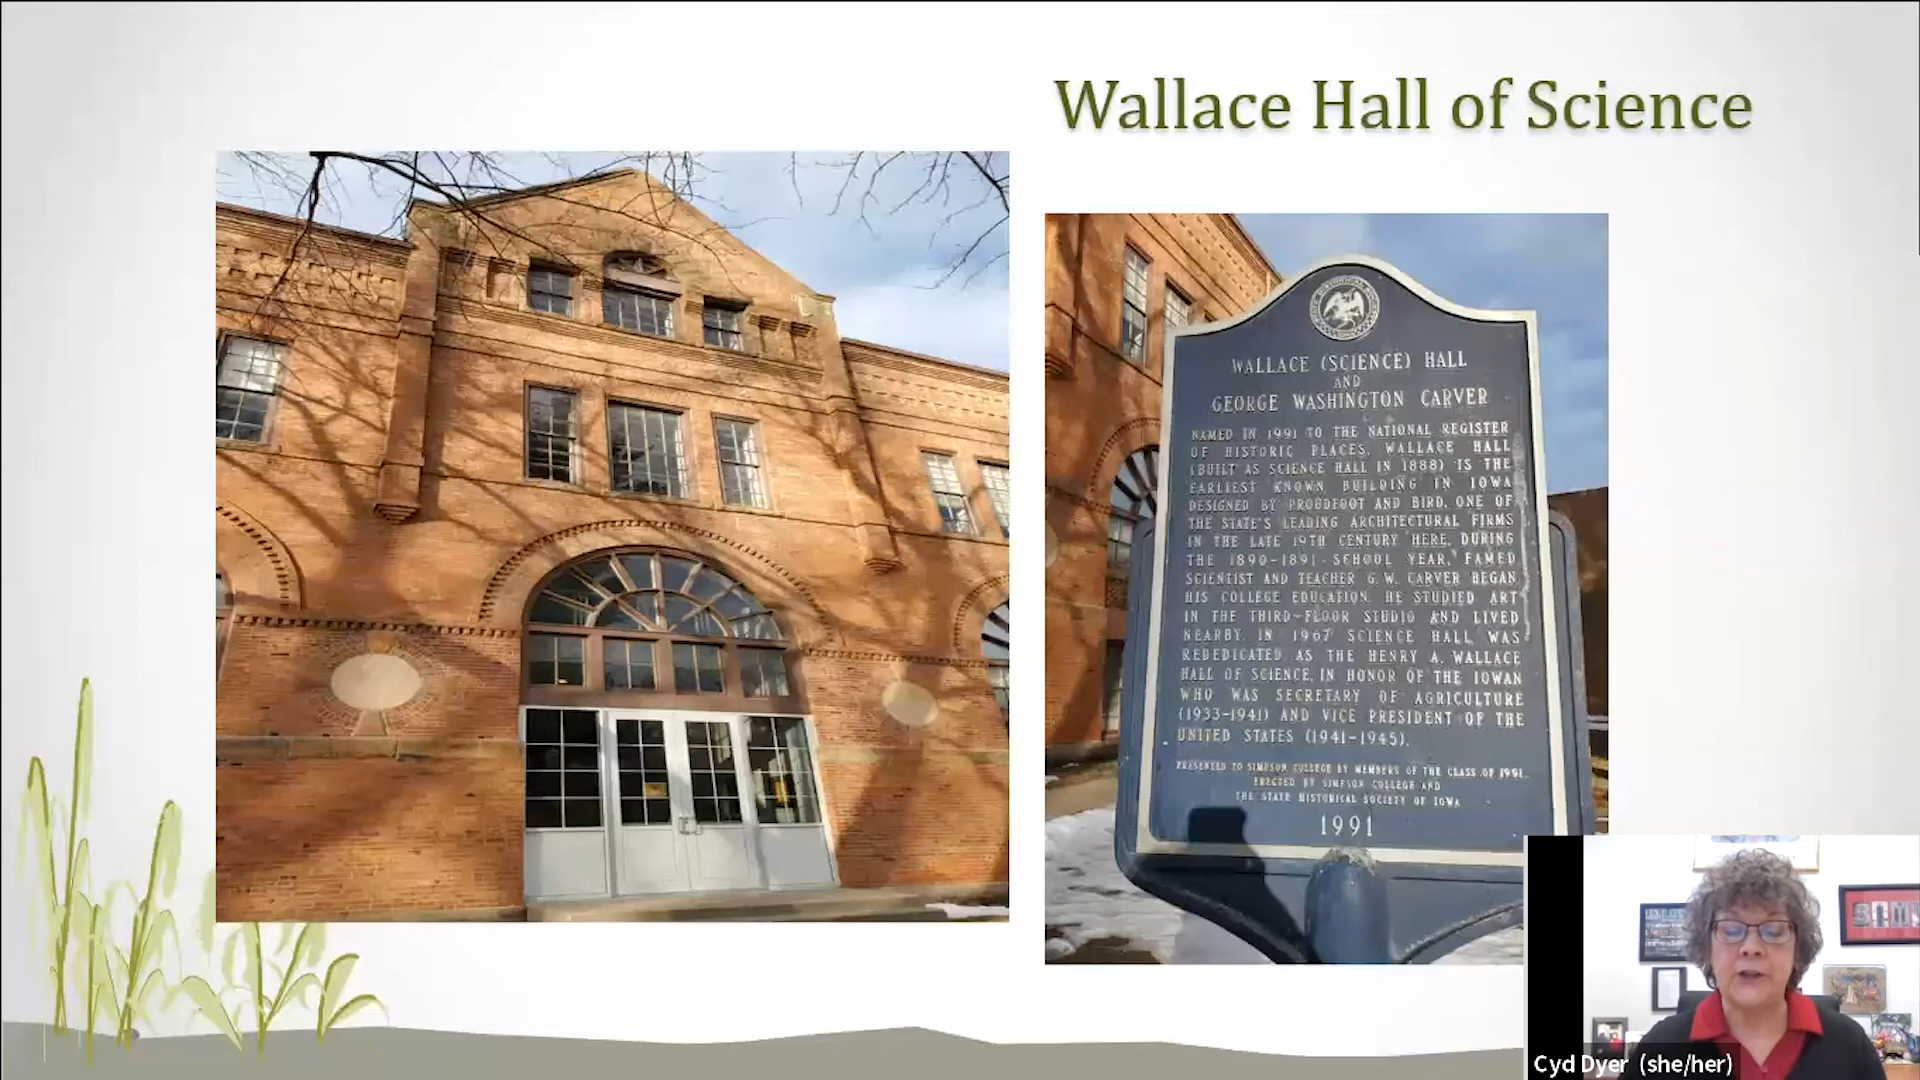 Wallace Hall of Science
WALLACE (SCIENCE) HALL
AND
GEORGE WASHINGTON CARVER
NAMED IN 1991 TO THE NATIONAL REGISTER
OF HISTORIC PLACES, WALLACE HALL
(BUILT AS SCIENCE HALL IN 1888) IS THE
EARLIEST KNOWN BUILDING IN IOWA
DESIGNED BY PROUDFOOT AND BIRD, ONE OF
THE STATE'S LEADING ARCHITECTURAL FIRMS
IN THE LATE 19TH CENTURY HERE, DURING
THE 1890-1891 SCHOOL YEAR, FAMED
SCIENTIST AND TEACHER G. W. CARVER BEGAN
HIS COLLEGE EDUCATION. HE STUDIED ART
IN THE THIRD-FLOOR STUDIO AND LIVED
NEARBY. IN 1967 SCIENCE HALL WAS
REDEDICATED AS THE HENRY A. WALLACE
HALL OF SCIENCE, IN HONOR OF THE IOWAN
WHO WAS SECRETARY OF AGRICULTURE
(1933-1941) AND VICE PRESIDENT OF THE
UNITED STATES (1941-1945).
PRESENTED TO SIMPSON COLLEGE BY MEMBERS OF THE CLASS OF 1991.
ERECTED BY SIMPSON COLLEGE AND
THE STATE HISTORICAL SOCIETY OF IOWA
1991
Cyd Dyer (she/her)